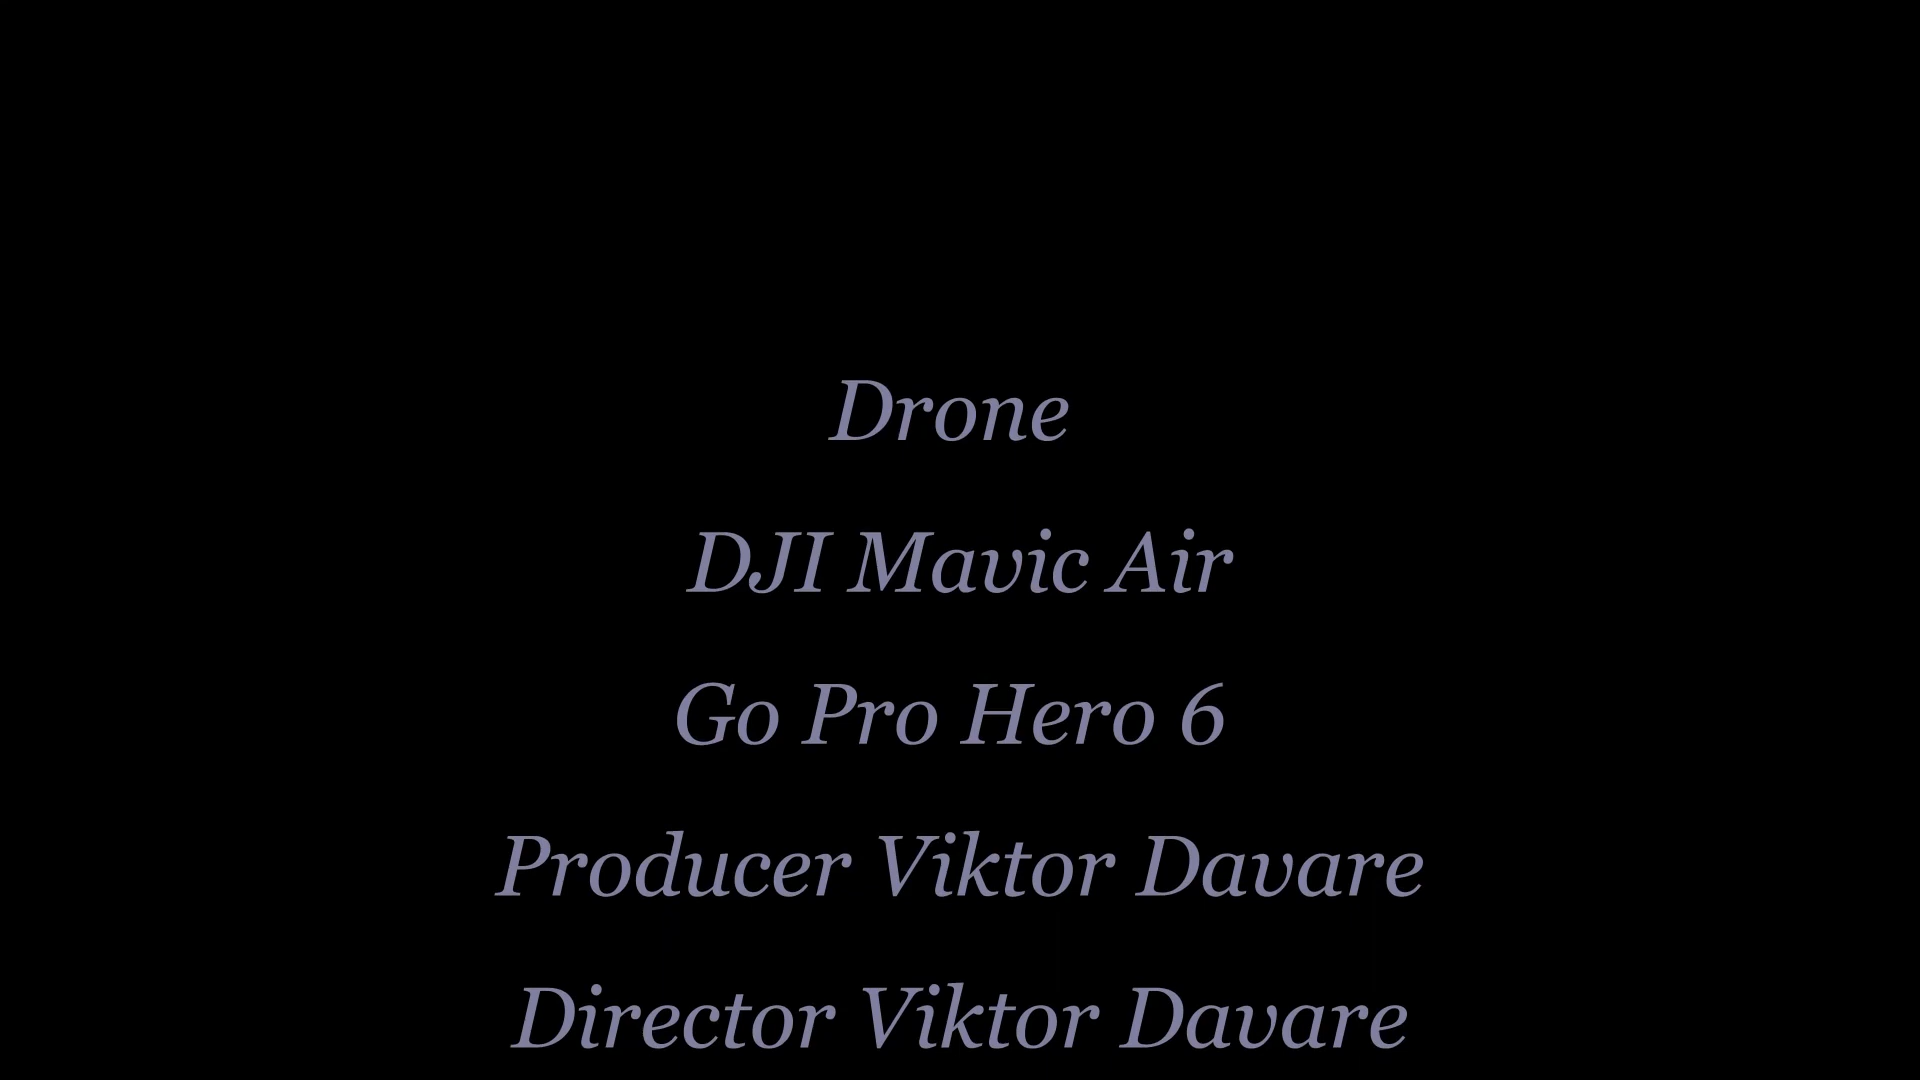 Drone
DJI Mavic Air
Go Pro Hero 6
Producer Viktor Davare
Director Viktor Davare